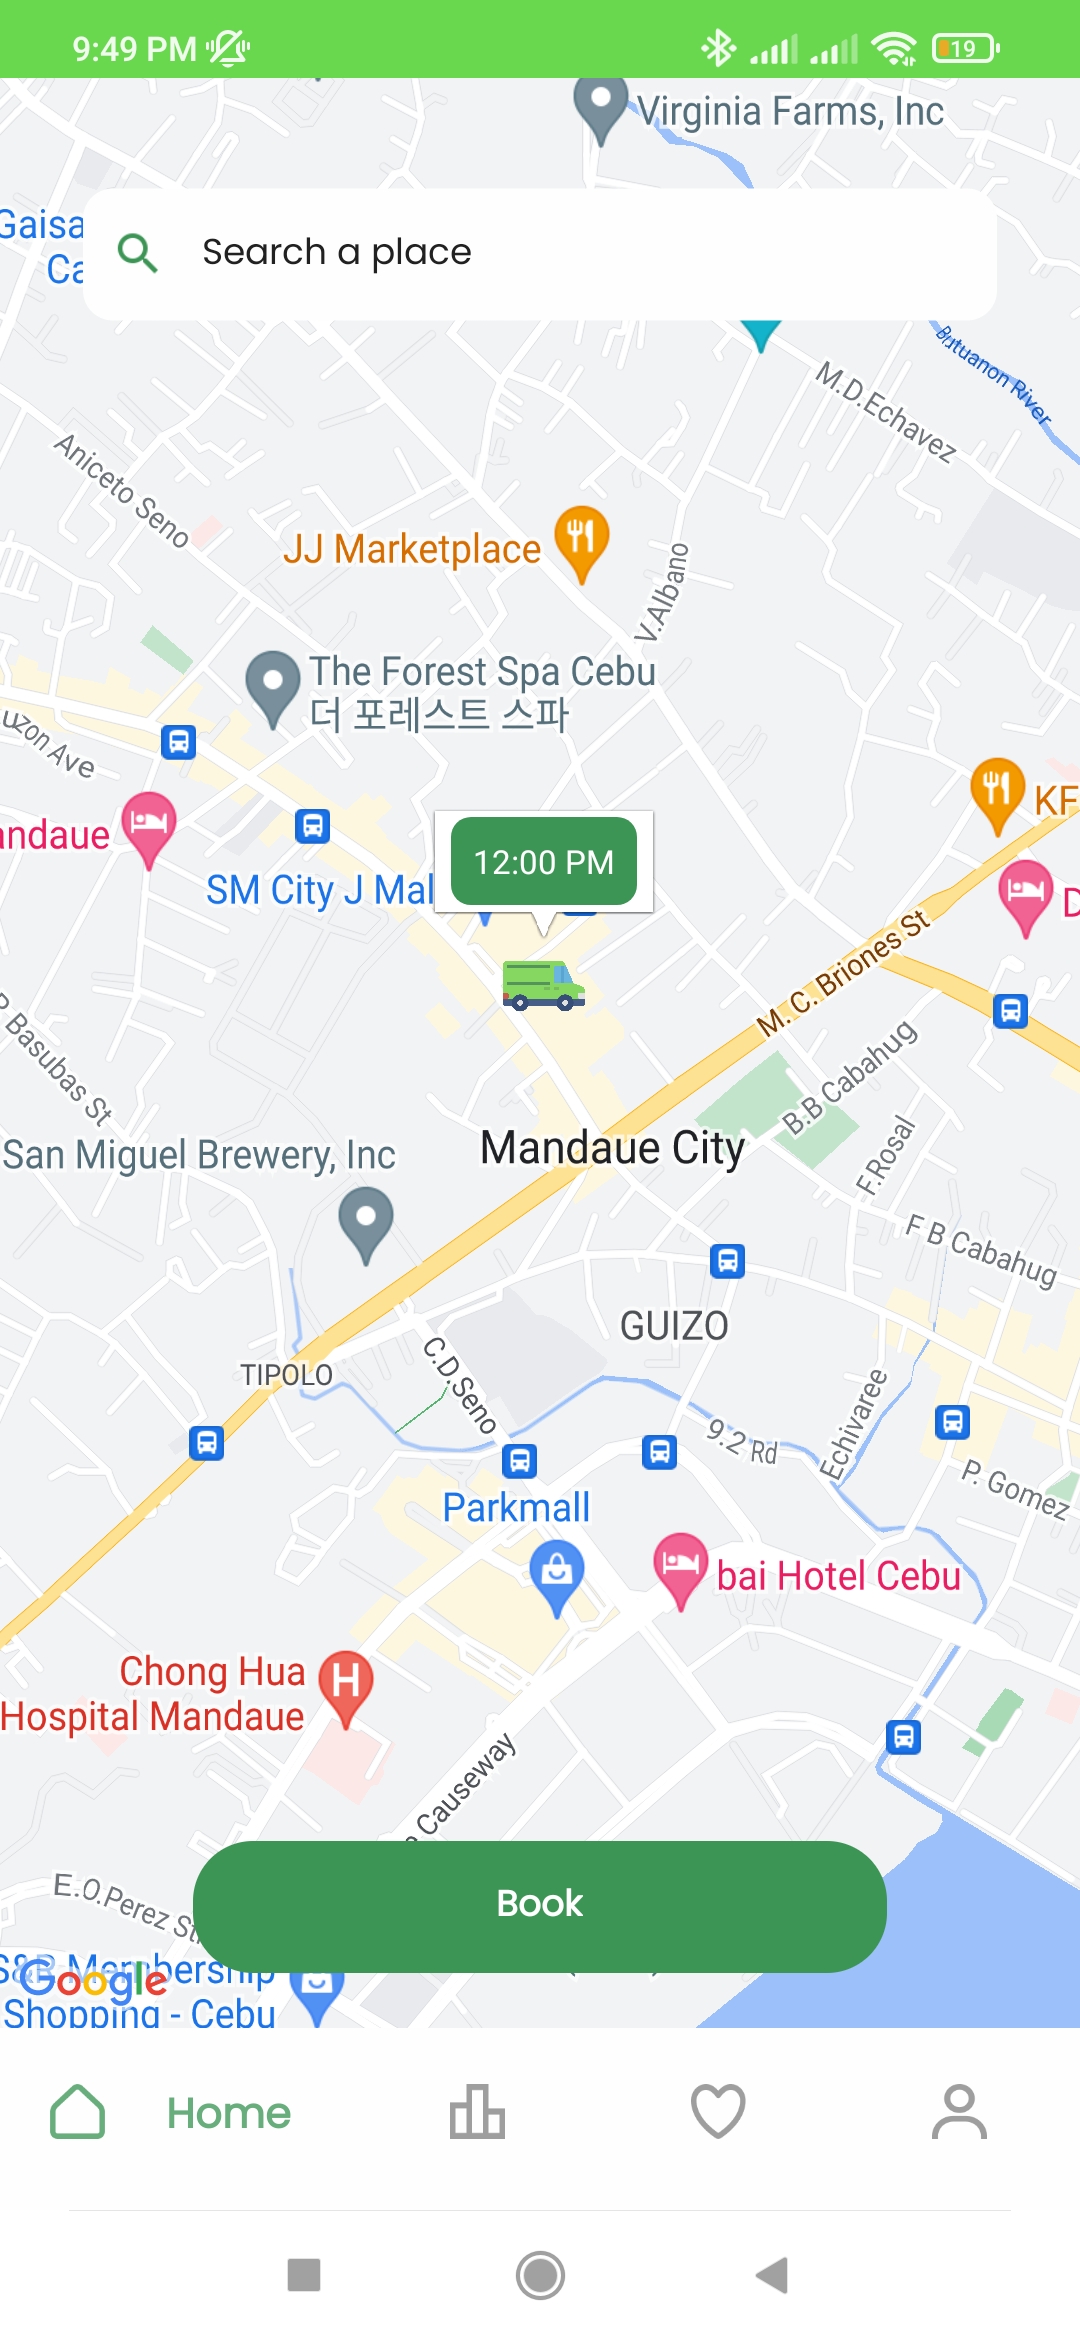 9:49 PM
19
Virginia Farms, Inc
Gaisa
Ca
Search a place
Butuanon River
M.D.Echavez
Aniceto Seno
JJ Marketplace
V.Albano
The Forest Spa Cebu
더 포레스트 스파
uzon Ave
KF
andaue
12:00 PM
SM City J Mal
D
M. C. Briones St
P Basubas St
B.B Cabahug
San Miguel Brewery, Inc
Mandaue City
F.Rosal
F B Cabahug
GUIZO
TIPOLO
C.D.Seno
9.2 Rd
Echivaree
P. Gomez
Parkmall
bai Hotel Cebu
Chong Hua
Hospital Mandaue
H
e Causeway
Book
E.O.Perez St
S&R Membership
Shopping - Cebu
Google
Home